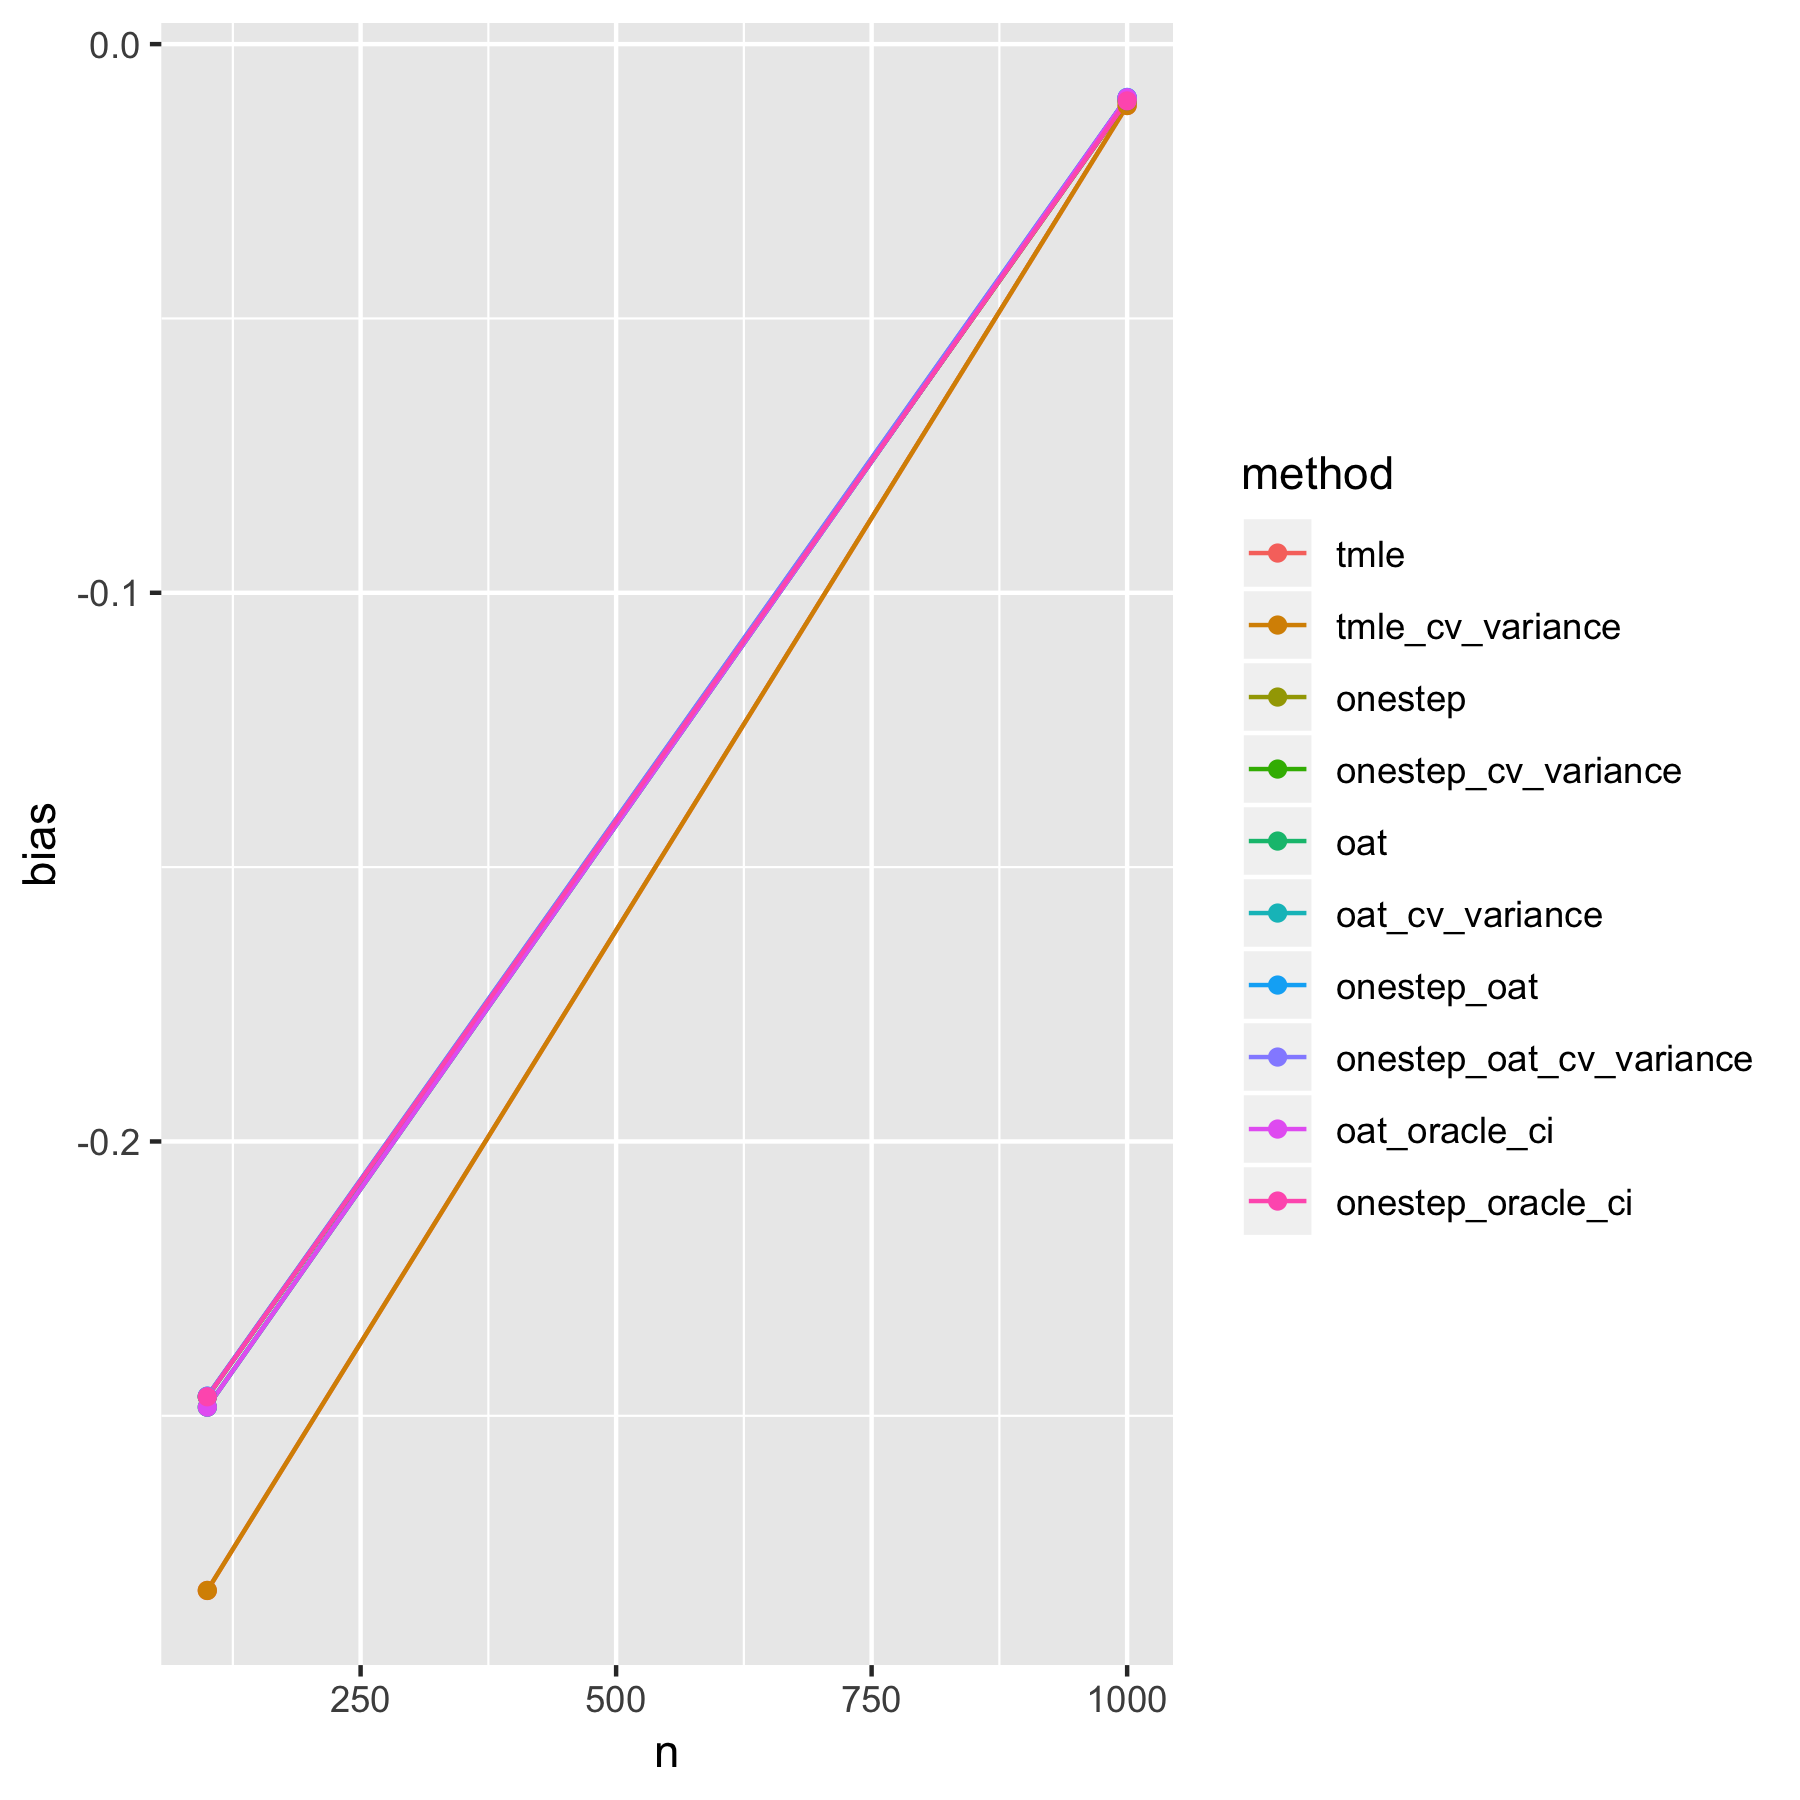 0.0
-0.1
-0.2
bias
250 500 750 1000
n
method
tmle
tmle_cv_variance
onestep
onestep_cv_variance
oat
oat_cv_variance
onestep_oat
onestep_oat_cv_variance
oat_oracle_ci
onestep_oracle_ci